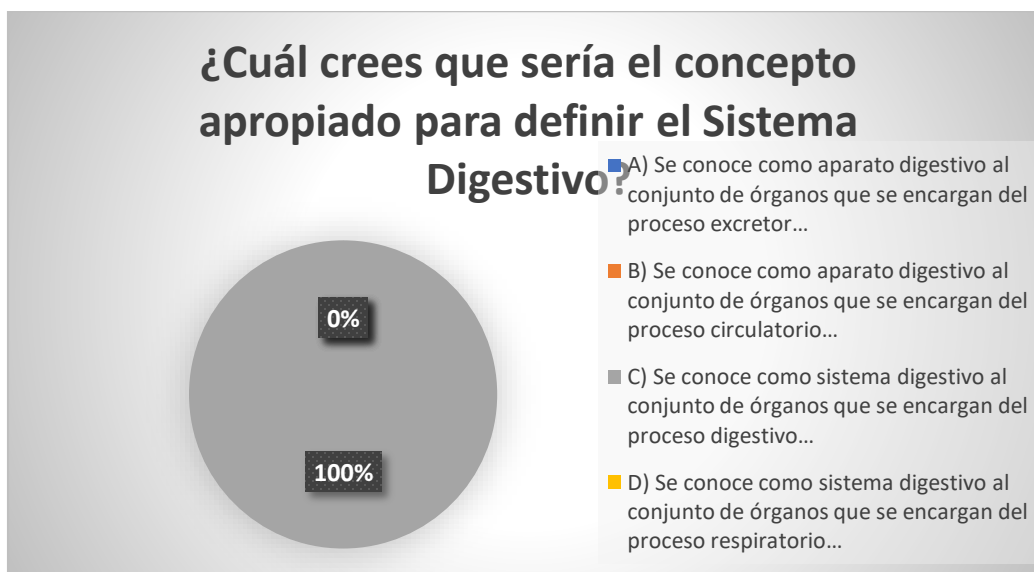 ¿Cuál crees que sería el concepto
apropiado para definir el Sistema
Digestivo?
A) Se conoce como aparato digestivo al
conjunto de órganos que se encargan del
proceso excretor...
B) Se conoce como aparato digestivo al
conjunto de órganos que se encargan del
proceso circulatorio...
C) Se conoce como sistema digestivo al
conjunto de órganos que se encargan del
proceso digestivo...
D) Se conoce como sistema digestivo al
conjunto de órganos que se encargan del
proceso respiratorio...
0%
100%